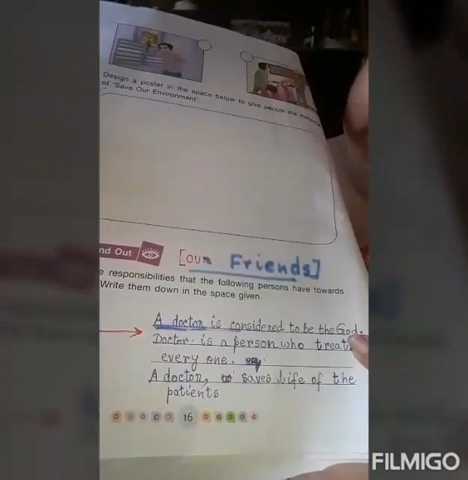 Design a poster in the space below to give people the message
of 'Save Our Environment'
nd Out
[our Friends]
e responsibilities that the following persons have towards
Write them down in the space given.
A doctor is considered to be the God.
Doctor. is a person who treat
every one.
A doctor, saves life of the
patients
16
FILMIGO